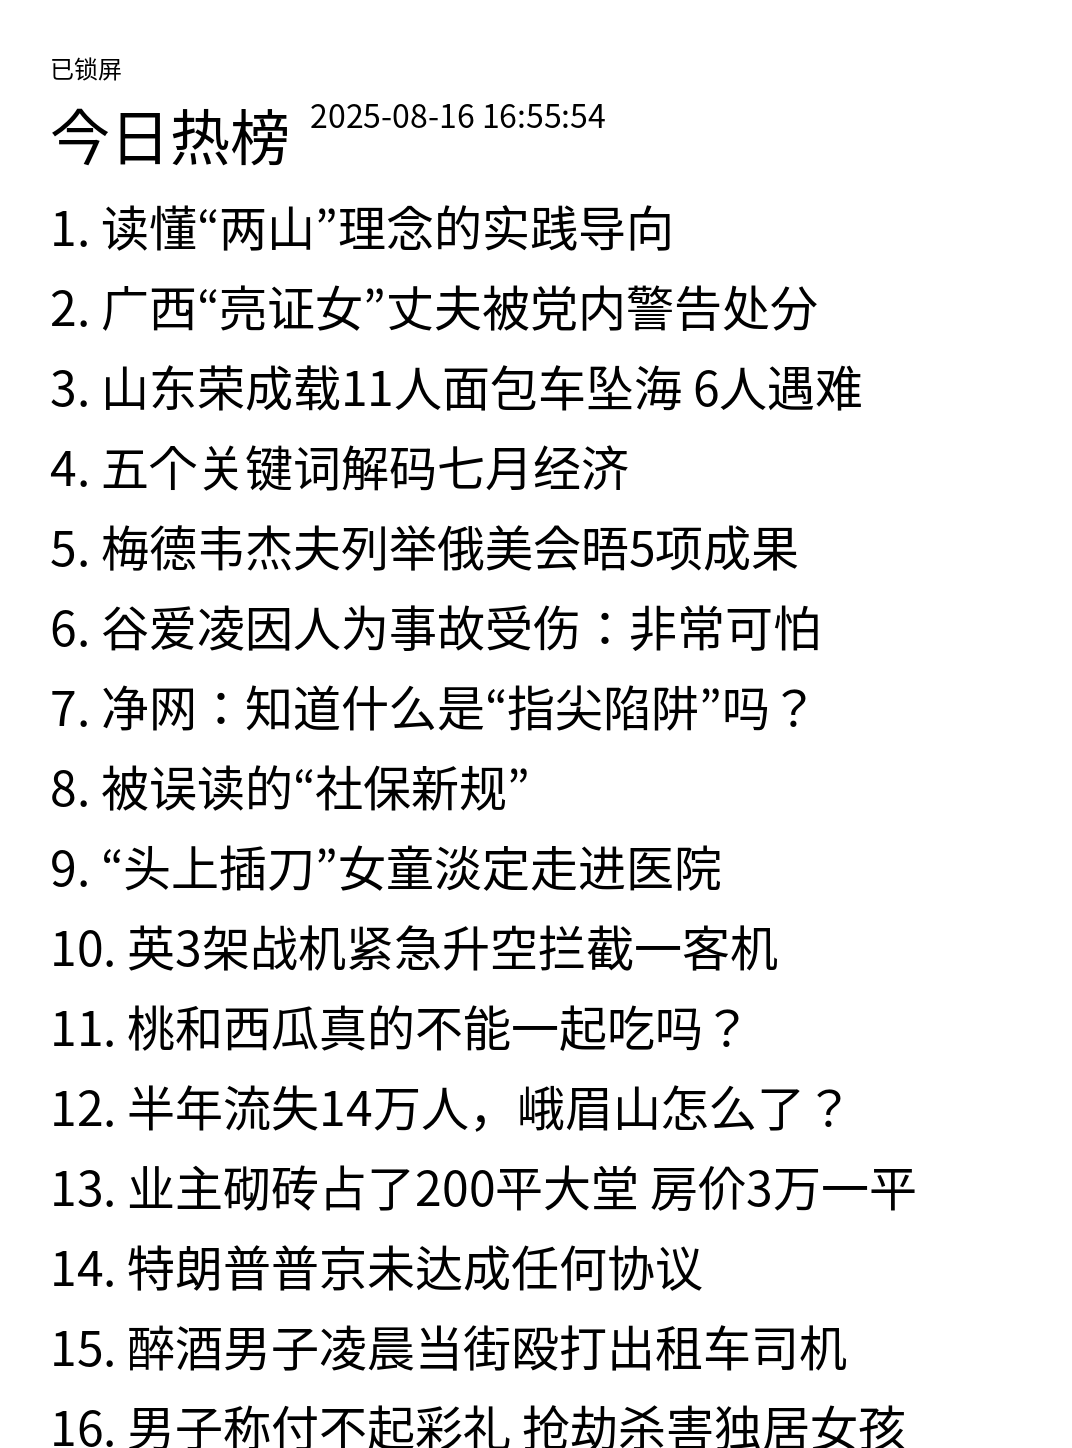 已锁屏
今日热榜 2025-08-16 16:55:54
1. 读懂“两山”理念的实践导向
2. 广西“亮证女”丈夫被党内警告处分
3. 山东荣成载11人面包车坠海 6人遇难
4. 五个关键词解码七月经济
5. 梅德韦杰夫列举俄美会晤5项成果
6. 谷爱凌因人为事故受伤：非常可怕
7. 净网：知道什么是“指尖陷阱”吗？
8. 被误读的“社保新规”
9. “头上插刀”女童淡定走进医院
10. 英3架战机紧急升空拦截一客机
11. 桃和西瓜真的不能一起吃吗？
12. 半年流失14万人，峨眉山怎么了？
13. 业主砌砖占了200平大堂 房价3万一平
14. 特朗普普京未达成任何协议
15. 醉酒男子凌晨当街殴打出租车司机
16. 男子称付不起彩礼 抢劫杀害独居女孩